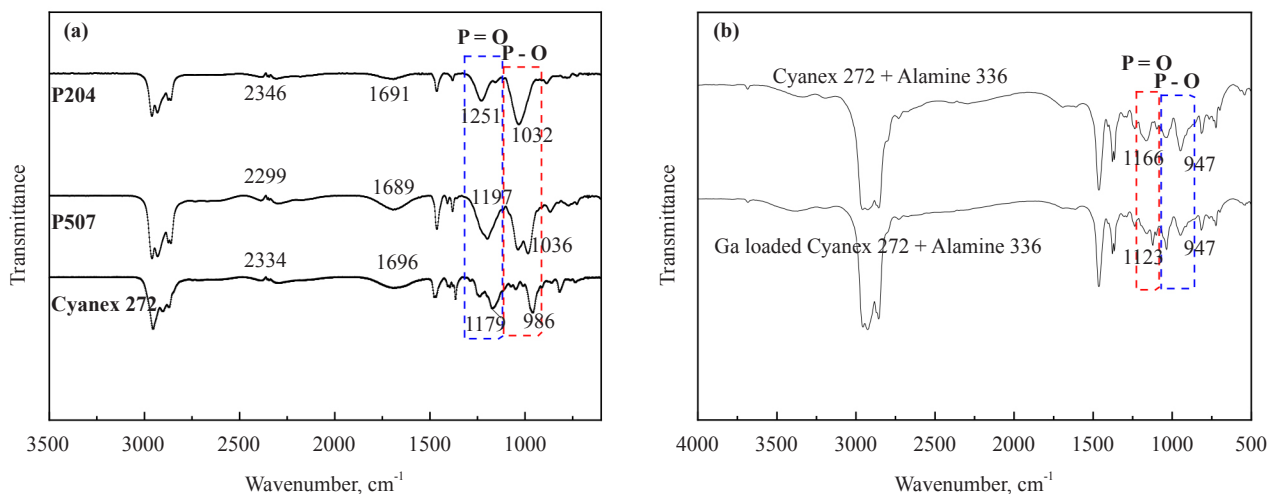 (a)
P = O
P - O
P204
2346
1691
1251
1032
2299
1689
1197
P507
1036
2334
1696
Cyanex 272
1179
986
Transmittance
3500 3000 2500 2000 1500 1000
Wavenumber, cm-1
(b)
P = O
P - O
Cyanex 272 + Alamine 336
1166
947
Ga loaded Cyanex 272 + Alamine 336
1123
947
Transmittance
4000 3500 3000 2500 2000 1500 1000 500
Wavenumber, cm-1